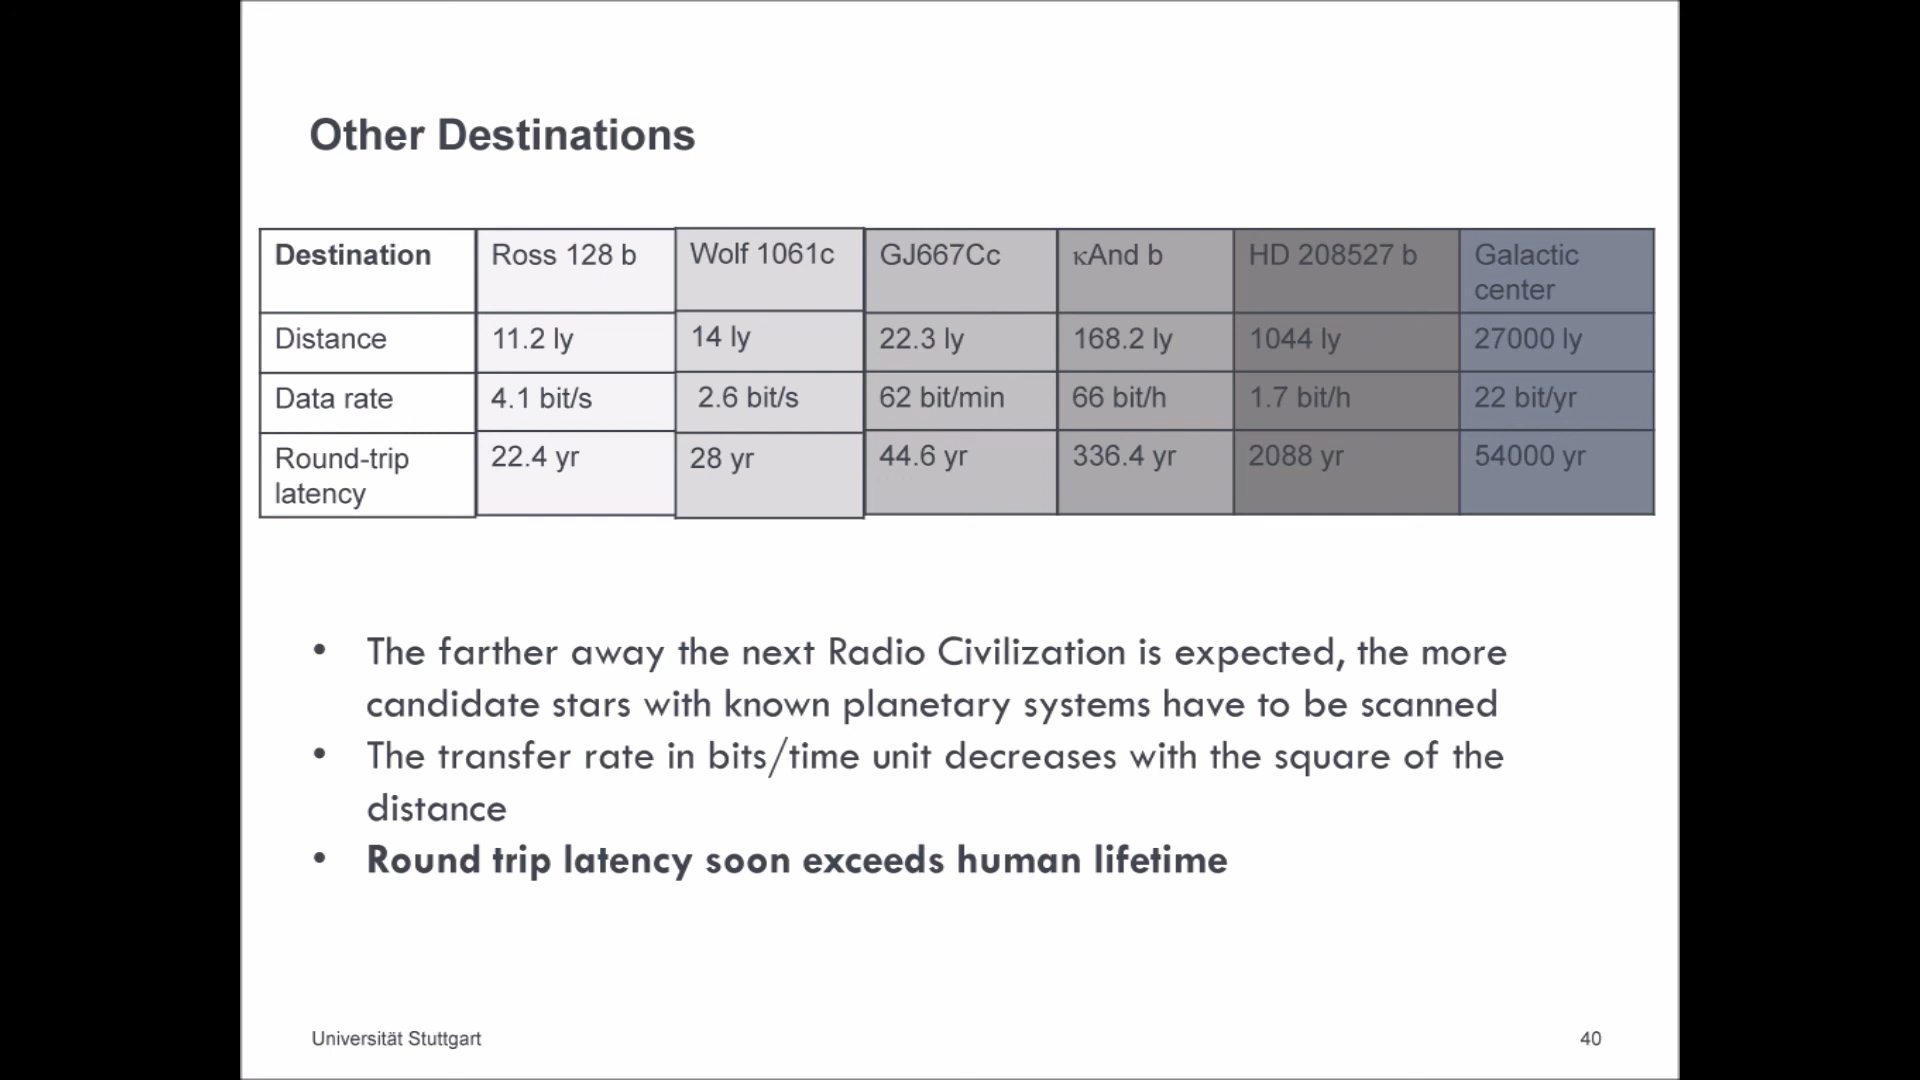 Other Destinations
Destination Ross 128 b Wolf 1061c GJ667Cc κAnd b HD 208527 b Galactic
center
Distance 11.2 ly 14 ly 22.3 ly 168.2 ly 1044 ly 27000 ly
Data rate 4.1 bit/s 2.6 bit/s 62 bit/min 66 bit/h 1.7 bit/h 22 bit/yr
Round-trip 22.4 yr 28 yr 44.6 yr 336.4 yr 2088 yr 54000 yr
latency
• The farther away the next Radio Civilization is expected, the more
candidate stars with known planetary systems have to be scanned
• The transfer rate in bits/time unit decreases with the square of the
distance
• Round trip latency soon exceeds human lifetime
Universität Stuttgart 40